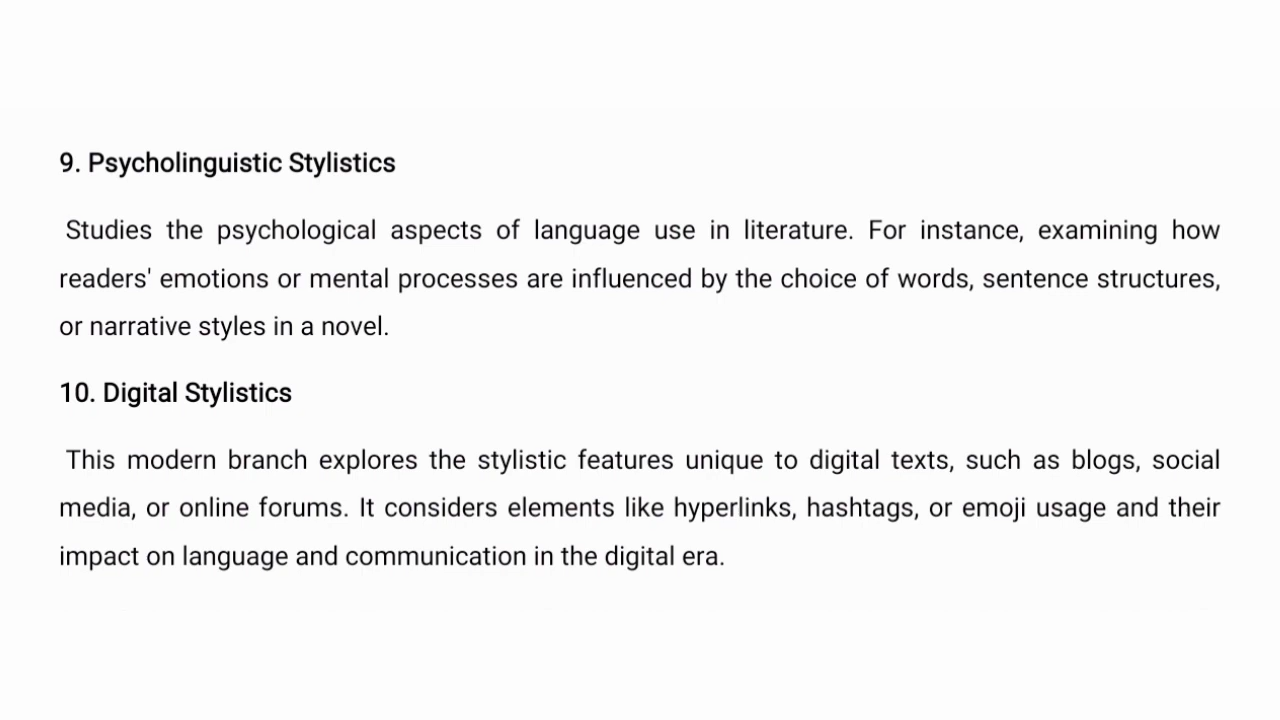 9. Psycholinguistic Stylistics
Studies the psychological aspects of language use in literature. For instance, examining how
readers' emotions or mental processes are influenced by the choice of words, sentence structures,
or narrative styles in a novel.
10. Digital Stylistics
This modern branch explores the stylistic features unique to digital texts, such as blogs, social
media, or online forums. It considers elements like hyperlinks, hashtags, or emoji usage and their
impact on language and communication in the digital era.